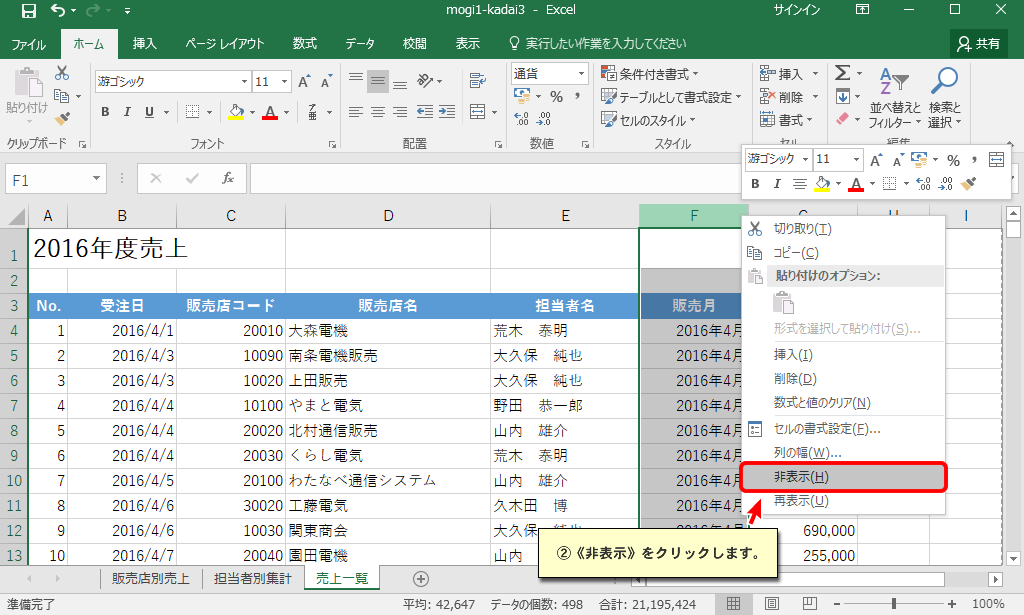 mogi1-kadai3 - Excel
サインイン
ファイル ホーム 挿入 ページ レイアウト 数式 データ 校閲 表示 実行したい作業を入力してください 共有
貼り付け
游ゴシック 11
B I U
通貨
条件付き書式
テーブルとして書式設定
セルのスタイル
挿入
削除
書式
並べ替えと
フィルター
検索と
選択
クリップボード フォント 配置 数値 スタイル
游ゴシック 11
B I
F1
A B C D E F I
1 2016年度売上
2
3 No. 受注日 販売店コード 販売店名 担当者名 販売月
4 1 2016/4/1 20010 大森電機 荒木 泰明 2016年4月
5 2 2016/4/3 10090 南条電機販売 大久保 純也 2016年4月
6 3 2016/4/3 10020 上田販売 大久保 純也 2016年4月
7 4 2016/4/4 10100 やまと電気 野田 恭一郎 2016年4月
8 5 2016/4/4 20020 北村通信販売 山内 雄介 2016年4月
9 6 2016/4/4 20030 くらし電気 荒木 泰明 2016年4月
10 7 2016/4/5 20100 わたなべ通信システム 山内 雄介 2016年4月
11 8 2016/4/6 30020 工藤電気 久木田 博 2016年4月
12 9 2016/4/6 10030 関東商会 大久保 純也 2016年4月 690,000
13 10 2016/4/7 20040 園田電機 山内 255,000
切り取り(T)
コピー(C)
貼り付けのオプション:
形式を選択して貼り付け(S)...
挿入(I)
削除(D)
数式と値のクリア(N)
セルの書式設定(F)...
列の幅(W)...
非表示(H)
再表示(U)
②《非表示》をクリックします。
販売店別売上 担当者別集計 売上一覧
準備完了 平均: 42,647 データの個数: 498 合計: 21,195,424 100%